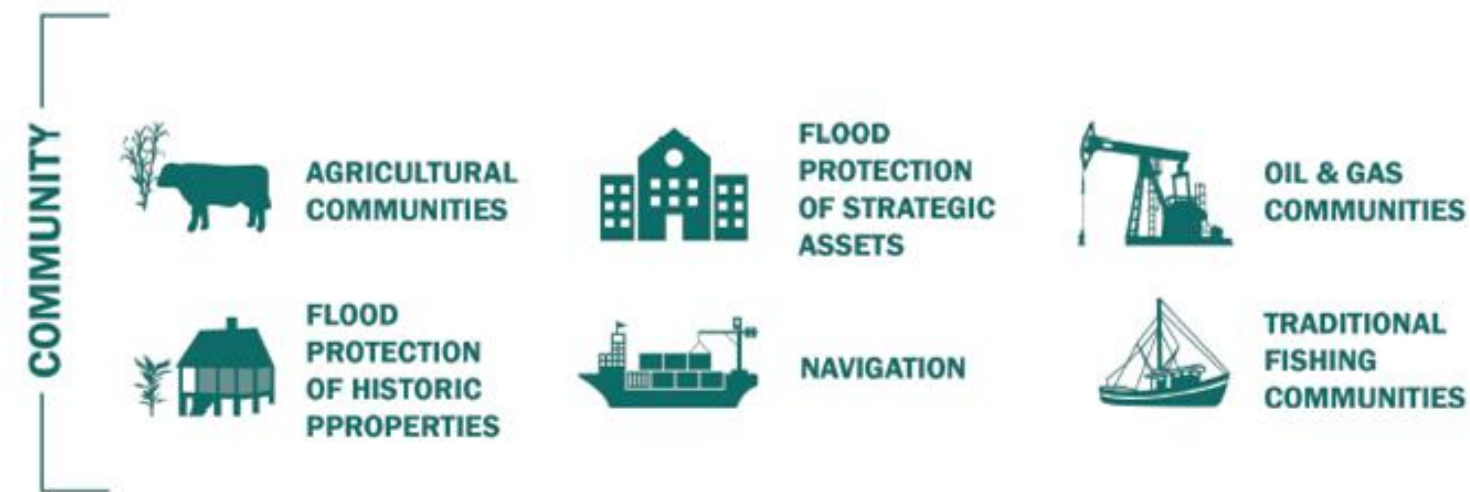 COMMUNITY
AGRICULTURAL
COMMUNITIES
FLOOD
PROTECTION
OF STRATEGIC
ASSETS
OIL & GAS
COMMUNITIES
FLOOD
PROTECTION
OF HISTORIC
PPROPERTIES
NAVIGATION
TRADITIONAL
FISHING
COMMUNITIES